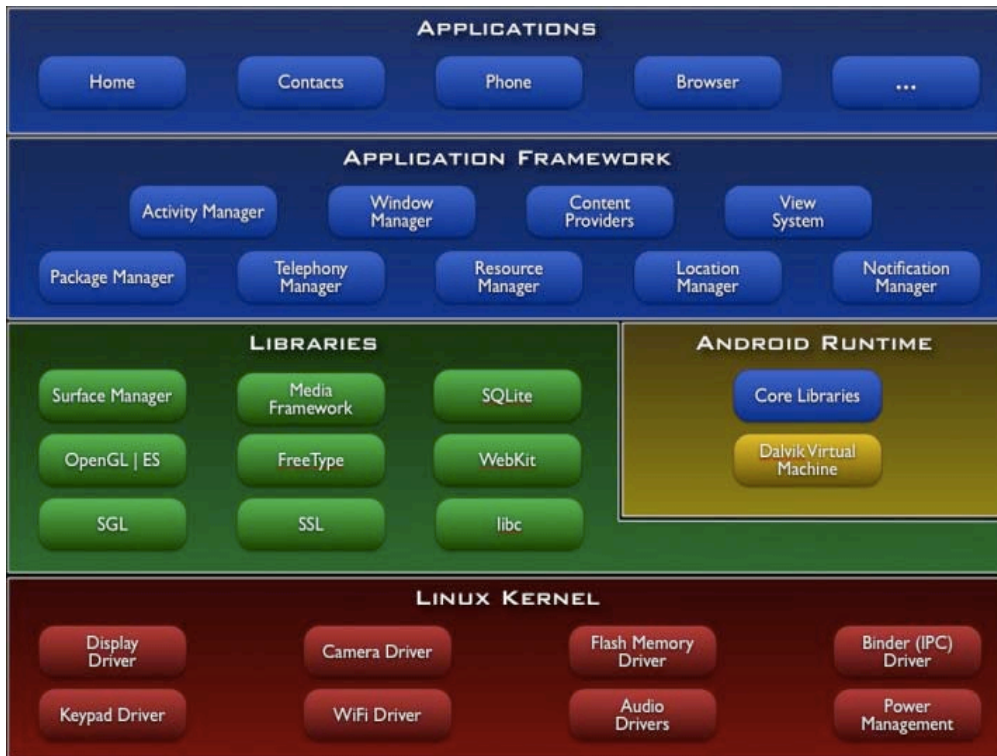 APPLICATIONS
Home
Contacts
Phone
Browser
...
APPLICATION FRAMEWORK
Activity Manager
Window
Manager
Content
Providers
View
System
Package Manager
Telephony
Manager
Resource
Manager
Location
Manager
Notification
Manager
LIBRARIES
Surface Manager
Media
Framework
SQLite
OpenGL | ES
FreeType
WebKit
SGL
SSL
libc
ANDROID RUNTIME
Core Libraries
Dalvik Virtual
Machine
LINUX KERNEL
Display
Driver
Camera Driver
Flash Memory
Driver
Binder (IPC)
Driver
Keypad Driver
WiFi Driver
Audio
Drivers
Power
Management